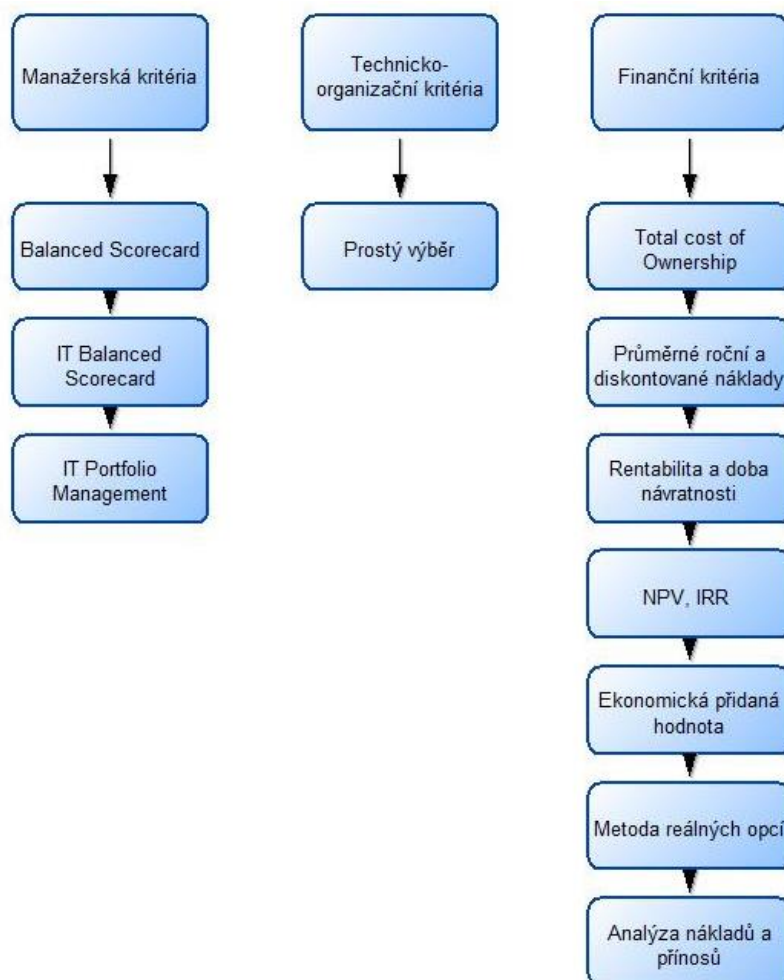 Manažerská kritéria
Balanced Scorecard
IT Balanced
Scorecard
IT Portfolio
Management
Technicko-
organizační kritéria
Prostý výběr
Finanční kritéria
Total cost of
Ownership
Průměrné roční a
diskontované náklady
Rentabilita a doba
návratnosti
NPV, IRR
Ekonomická přidaná
hodnota
Metoda reálných opcí
Analýza nákladů a
přínosů